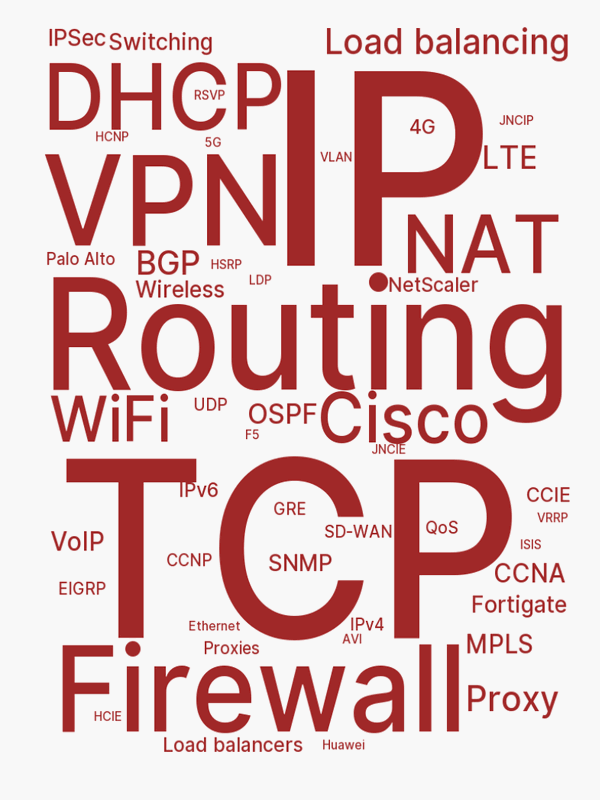 IPSec
Switching
Load balancing
DHCP
RSVP
IP
4G
JNCIP
HCNP
5G
VLAN
LTE
VPN
NAT
Palo Alto
BGP
HSRP
LDP
NetScaler
Wireless
Routing
WiFi
UDP
OSPF
Cisco
F5
JNCIE
TCP
IPv6
GRE
CCIE
VRRP
SD-WAN
QoS
VoIP
ISIS
CCNP
SNMP
CCNA
EIGRP
Fortigate
Ethernet
IPv4
AVI
Proxies
MPLS
Firewall
Proxy
HCIE
Load balancers
Huawei